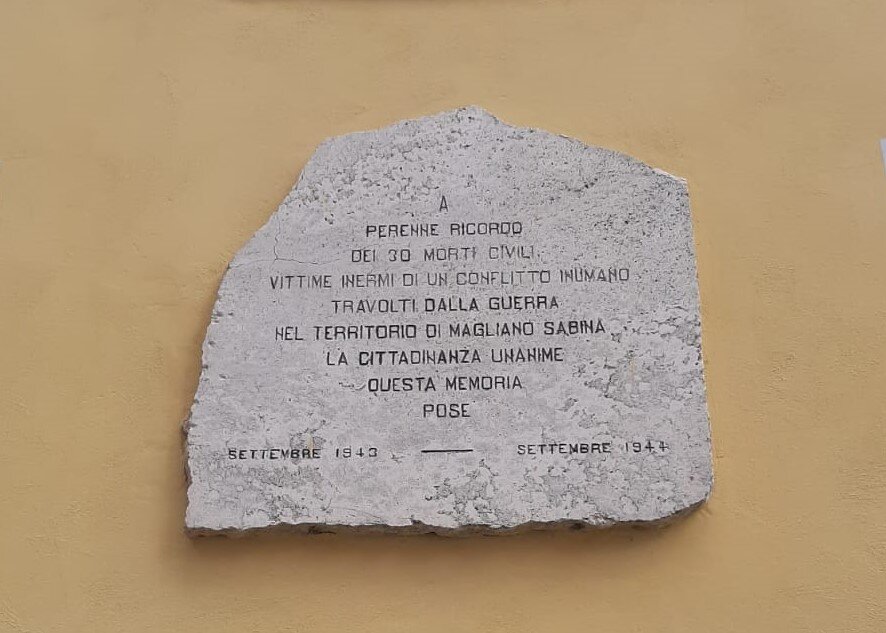 A
PERENNE RICORDO
DEI 30 MORTI CIVILI
VITTIME INERMI DI UN CONFLITTO INUMANO
TRAVOLTI DALLA GUERRA
NEL TERRITORIO DI MAGLIANO SABINA
LA CITTADINANZA UNANIME
QUESTA MEMORIA
POSE
SETTEMBRE 1943 — SETTEMBRE 1944